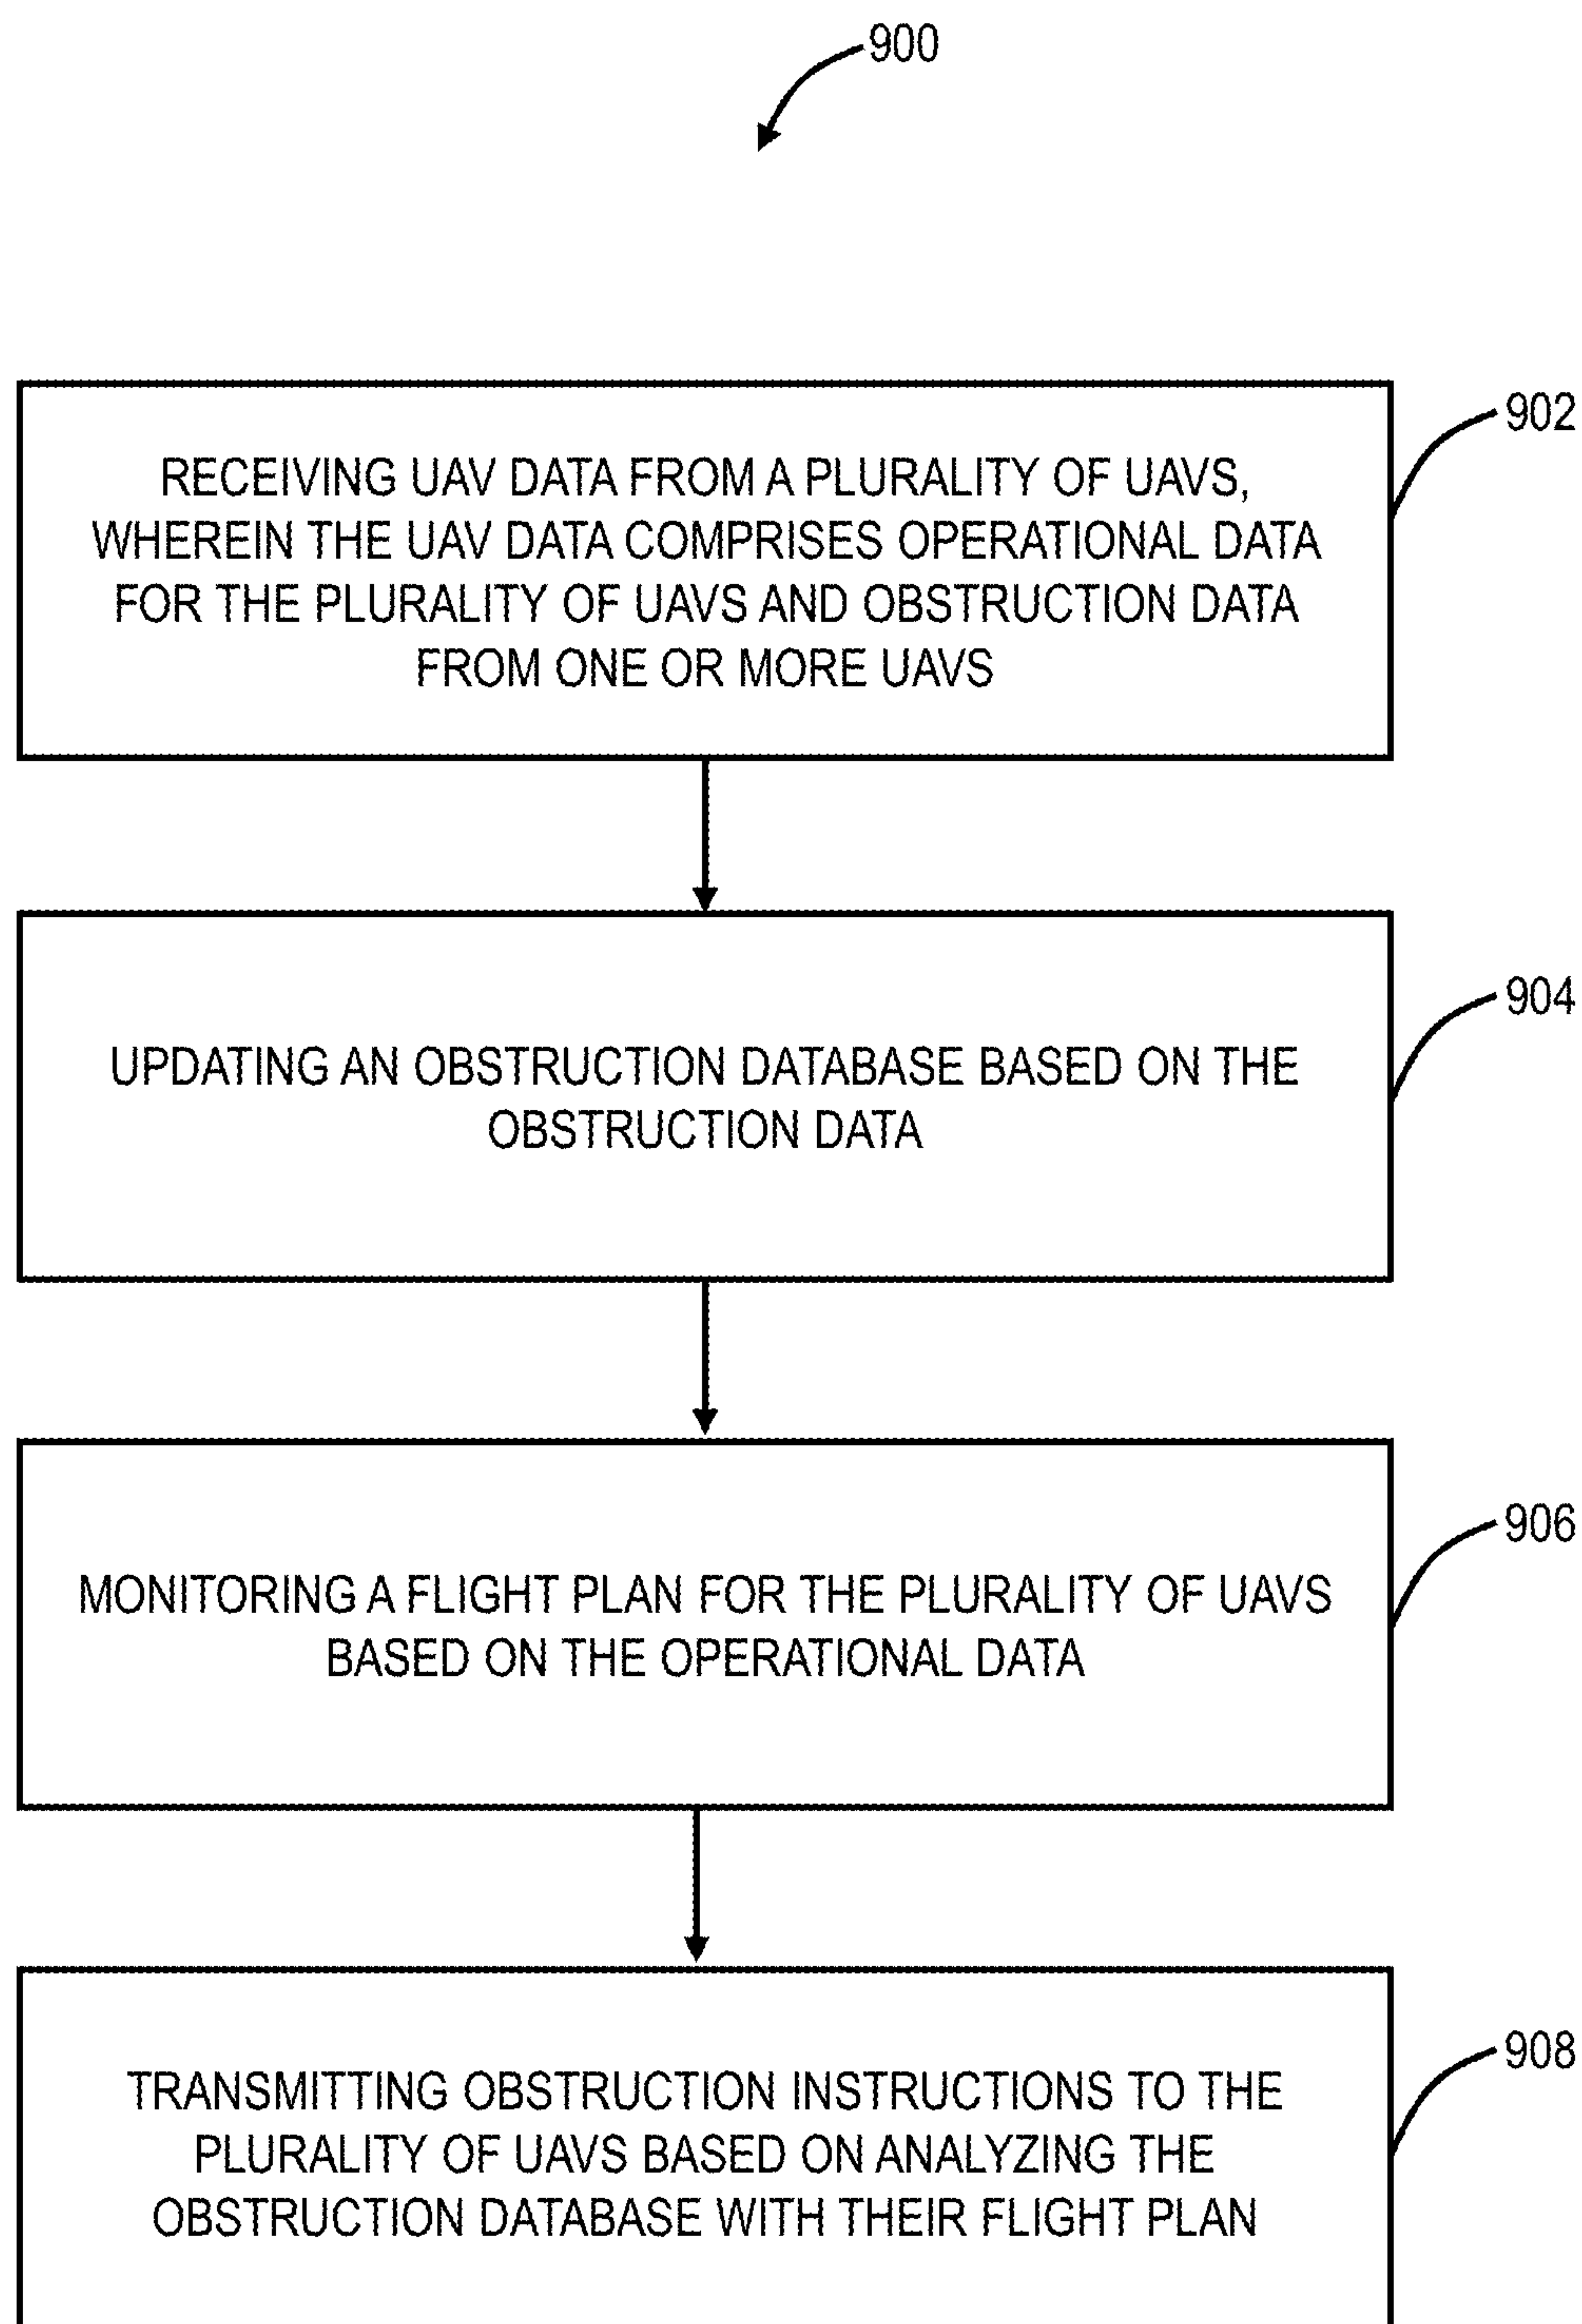 900
902
RECEIVING UAV DATA FROM A PLURALITY OF UAVS,
WHEREIN THE UAV DATA COMPRISES OPERATIONAL DATA
FOR THE PLURALITY OF UAVS AND OBSTRUCTION DATA
FROM ONE OR MORE UAVS
904
UPDATING AN OBSTRUCTION DATABASE BASED ON THE
OBSTRUCTION DATA
906
MONITORING A FLIGHT PLAN FOR THE PLURALITY OF UAVS
BASED ON THE OPERATIONAL DATA
908
TRANSMITTING OBSTRUCTION INSTRUCTIONS TO THE
PLURALITY OF UAVS BASED ON ANALYZING THE
OBSTRUCTION DATABASE WITH THEIR FLIGHT PLAN